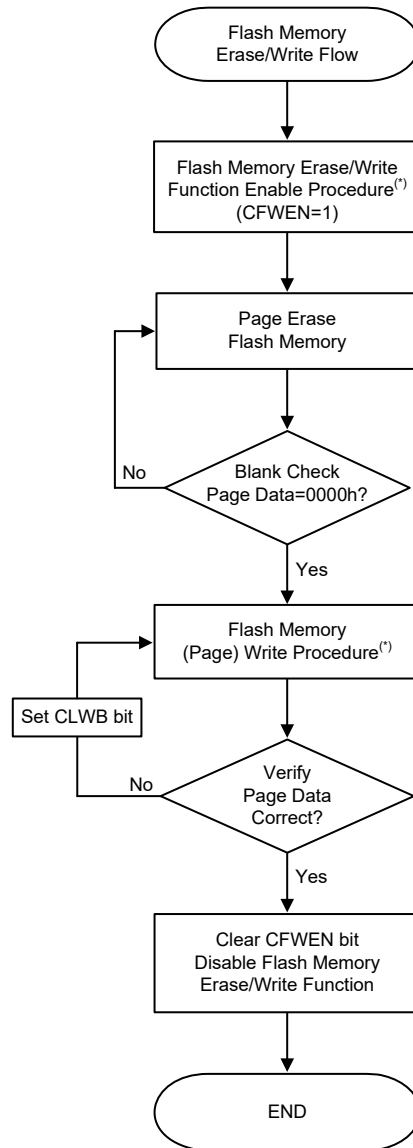 Flash Memory
Erase/Write Flow
Flash Memory Erase/Write
Function Enable Procedure(*)
(CFWEN=1)
Page Erase
Flash Memory
No
Blank Check
Page Data=0000h?
Yes
Flash Memory
(Page) Write Procedure(*)
Set CLWB bit
No
Verify
Page Data
Correct?
Yes
Clear CFWEN bit
Disable Flash Memory
Erase/Write Function
END